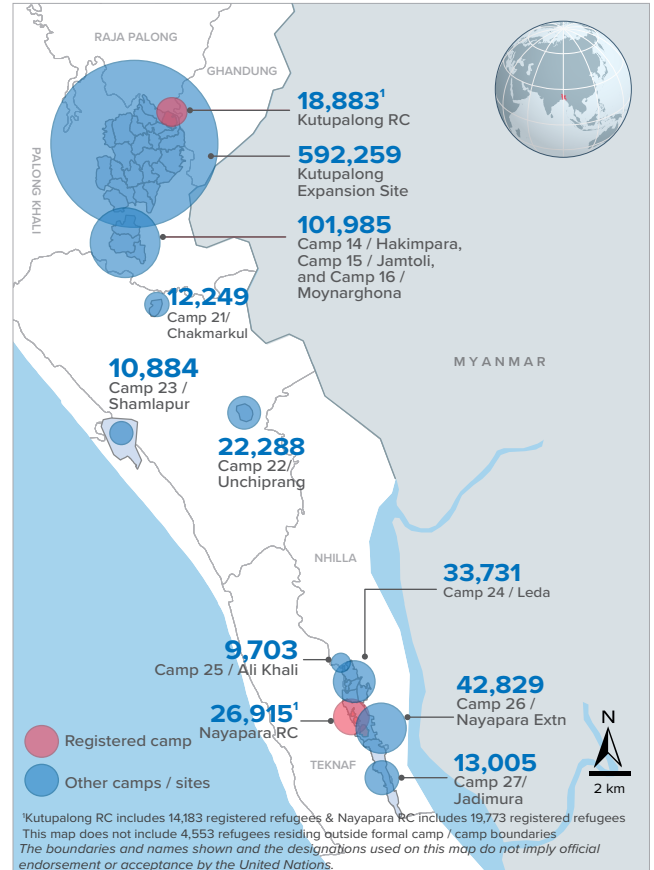 RAJA PALONG
GHANDUNG
18,883¹
Kutupalong RC
592,259
Kutupalong
Expansion Site
PALONG KHALI
101,985
Camp 14 / Hakimpara,
Camp 15 / Jamtoli,
and Camp 16 /
Moynarghona
12,249
Camp 21/
Chakmarkul
10,884
Camp 23 /
Shamlapur
MYANMAR
22,288
Camp 22/
Unchiprang
NHILLA
33,731
Camp 24 / Leda
9,703
Camp 25 / Ali Khali
42,829
Camp 26 /
Nayapara Extn
26,915¹
Nayapara RC
N
Registered camp
TEKNAF
13,005
Camp 27/
Jadimura
Other camps / sites
2 km
¹Kutupalong RC includes 14,183 registered refugees & Nayapara RC includes 19,773 registered refugees
This map does not include 4,553 refugees residing outside formal camp / camp boundaries
The boundaries and names shown and the designations used on this map do not imply official
endorsement or acceptance by the United Nations.